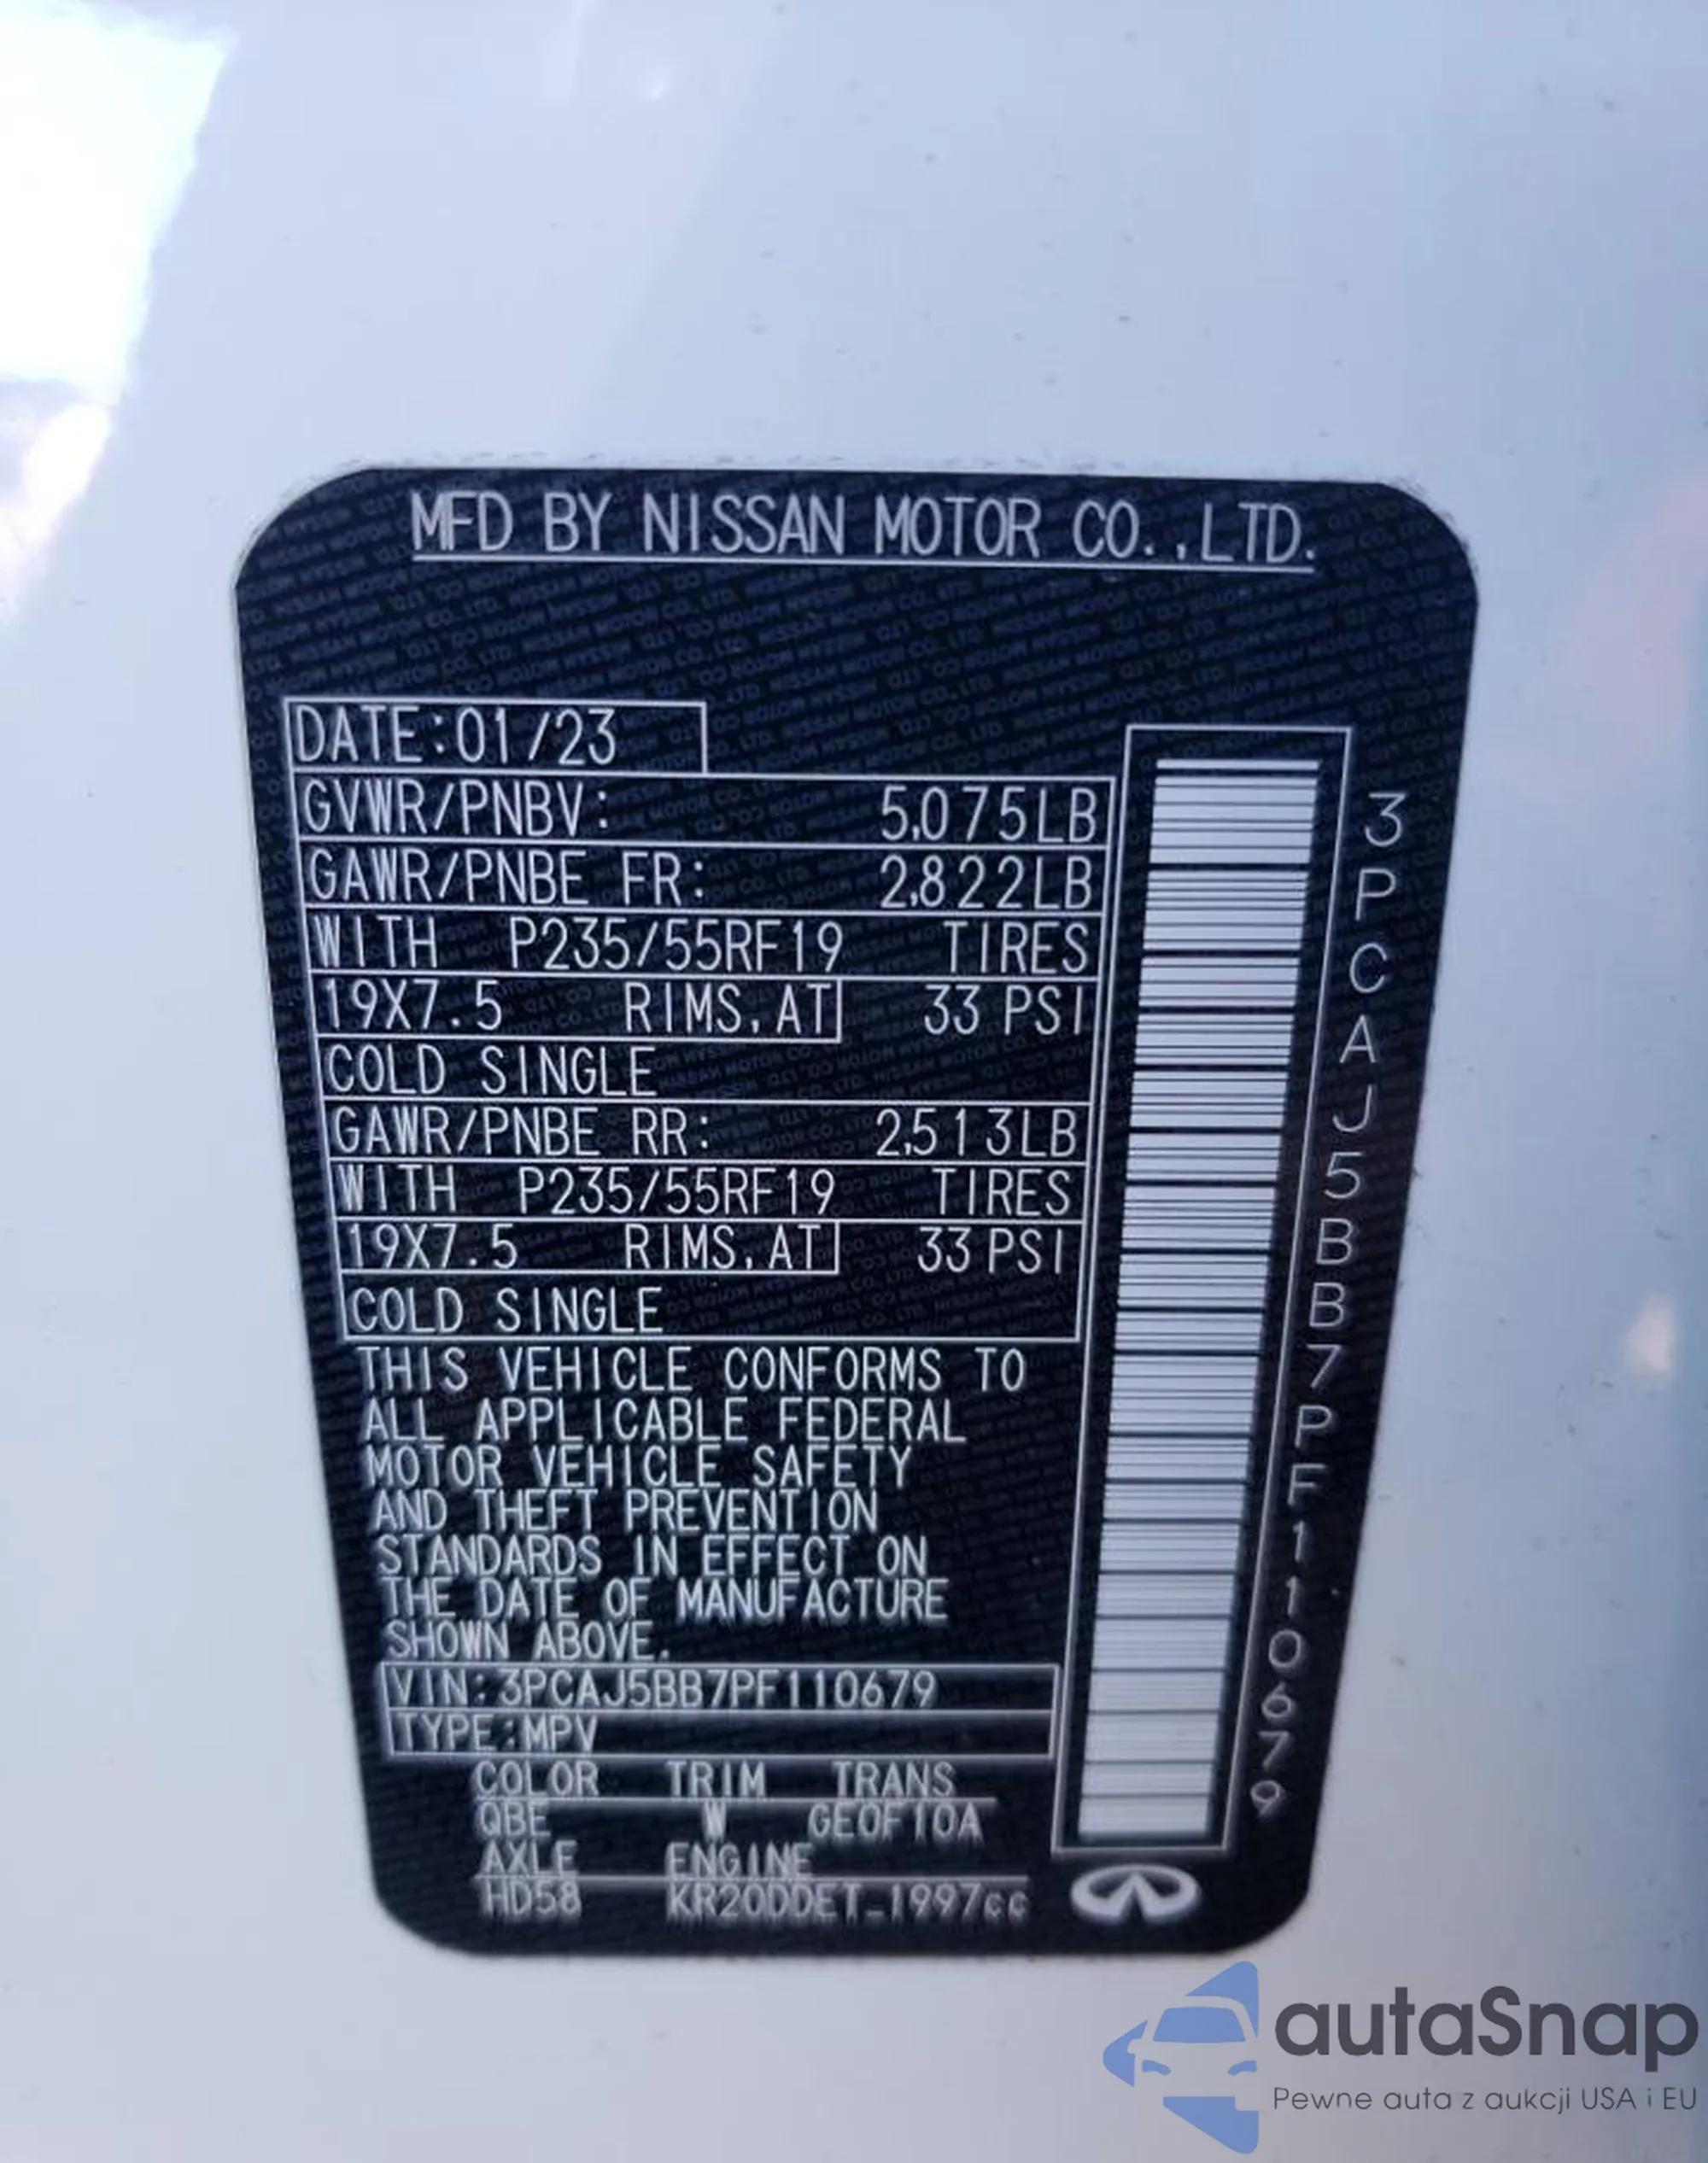 MFD BY NISSAN MOTOR CO.,LTD.
DATE:01/23
GVWR/PNBV: 5,075LB
GAWR/PNBE FR: 2,822LB
WITH P235/55RF19 TIRES
19X7.5 RIMS,AT 33 PSI
COLD SINGLE
GAWR/PNBE RR: 2,513LB
WITH P235/55RF19 TIRES
19X7.5 RIMS,AT 33 PSI
COLD SINGLE
THIS VEHICLE CONFORMS TO
ALL APPLICABLE FEDERAL
MOTOR VEHICLE SAFETY
AND THEFT PREVENTION
STANDARDS IN EFFECT ON
THE DATE OF MANUFACTURE
SHOWN ABOVE.
VIN:3PCAJ5BB7PF110679
TYPE:MPV
COLOR TRIM TRANS
QBE W GE0F10A
AXLE ENGINE
HD58 KR20DDET_1997cc
3PCAJ5BB7PF110679
autaSnap
Pewne auta z aukcji USA i EU